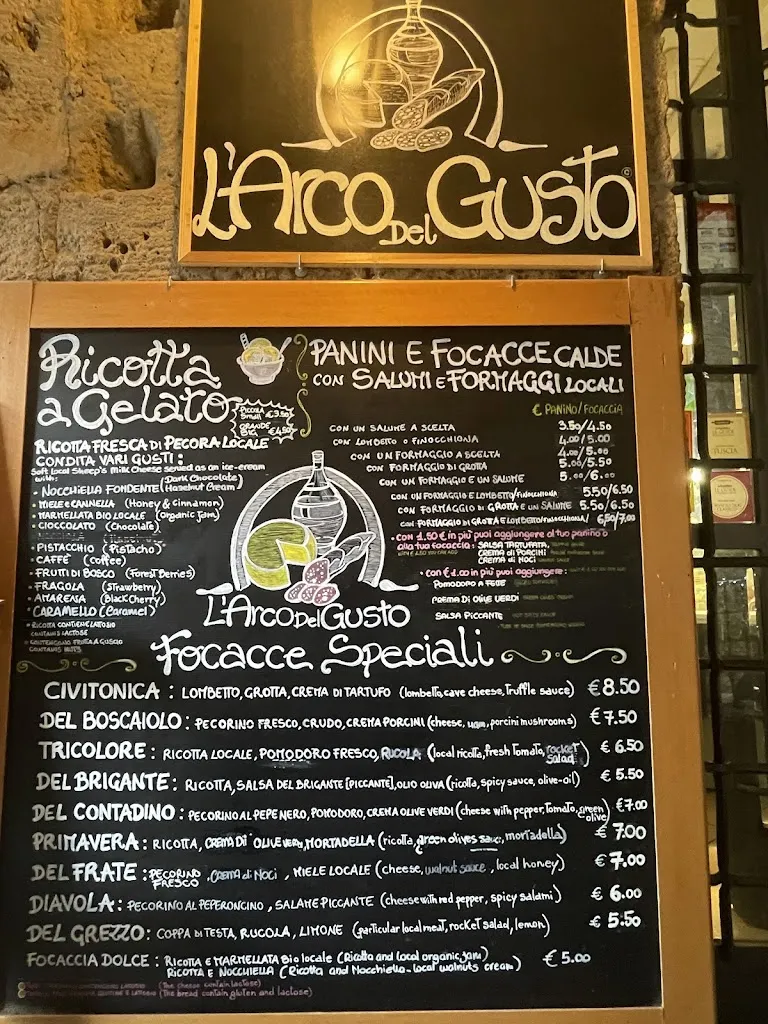 L'Arco Del Gusto
Ricotta
a Gelato
Piccola
Small €3.50
Grande
Big €4.50
RICOTTA FRESCA DI PECORA LOCALE
CONDITA VARI GUSTI:
Soft Local Sheep's Milk Cheese served as an ice-cream
with:
- NOCCHIELLA FONDENTE (Dark Chocolate)
(Hazelnut Cream)
- MIELE e CANNELLA (Honey & Cinnamon)
- MARMELLATA BIO LOCALE (Organic Jam)
- CIOCCOLATO (Chocolate)
- PISTACCHIO (Pistacho)
- CAFFE' (Coffee)
- FRUTTI DI BOSCO (Forest Berries)
- FRAGOLA (Strawberry)
- AMARENA (Black Cherry)
- CARAMELLO (Caramel)
* RICOTTA CONTIENE LATTOSIO
CONTAINS LACTOSE
* CONTENGONO FRUTTA A GUSCIO
CONTAINS NUTS
PANINI E FOCACCE CALDE
CON SALUMI E FORMAGGI LOCALI
€ PANINO/FOCACCIA
CON UN SALUME A SCELTA 3.50/4.50
CON LOMBETTO O FINOCCHIONA 4.00/5.00
CON UN FORMAGGIO A SCELTA 4.00/5.00
CON FORMAGGIO DI GROTTA 5.00/5.50
CON UN FORMAGGIO E UN SALUME 5.00/6.00
CON UN FORMAGGIO E LOMBETTO/FINOCCHIONA 5.50/6.50
CON FORMAGGIO DI GROTTA E UN SALUME 5.50/6.50
CON FORMAGGIO DI GROTTA E LOMBETTO/FINOCCHIONA 6.50/7.00
• CON 1.50€ in più puoi aggiungere al tuo panino o
alla tua focaccia: SALSA TARTUFATA,
CREMA DI PORCINI
CREMA DI NOCI
• CON €1.00 in più puoi aggiungere:
POMODORO A FETTE
CREMA DI OLIVE VERDI
SALSA PICCANTE
L'Arco Del Gusto
Focacce Speciali
CIVITONICA: LOMBETTO, GROTTA, CREMA DI TARTUFO (lombetto, cave cheese, truffle sauce) €8.50
DEL BOSCAIOLO: PECORINO FRESCO, CRUDO, CREMA PORCINI (cheese, ham, porcini mushrooms) €7.50
TRICOLORE: RICOTTA LOCALE, POMODORO FRESCO, RUCOLA (local ricotta, fresh tomato, rocket salad) €6.50
DEL BRIGANTE: RICOTTA, SALSA DEL BRIGANTE [PICCANTE], OLIO OLIVA (ricotta, spicy sauce, olive-oil) €5.50
DEL CONTADINO: PECORINO AL PEPE NERO, POMODORO, CREMA OLIVE VERDI (cheese with pepper, tomato, green olive) €7.00
PRIMAVERA: RICOTTA, CREMA DI OLIVE VERDI, MORTADELLA (ricotta, green olives sauce, mortadella) €7.00
DEL FRATE: PECORINO FRESCO, CREMA DI NOCI, MIELE LOCALE (cheese, walnut sauce, local honey) €7.00
DIAVOLA: PECORINO AL PEPERONCINO, SALAME PICCANTE (cheese with red pepper, spicy salami) €6.00
DEL GREZZO: COPPA DI TESTA, RUCOLA, LIMONE (particular local meat, rocket salad, lemon) €5.50
FOCACCIA DOLCE: RICOTTA E MARMELLATA Bio locale (Ricotta and local organic jam) €5.00
RICOTTA E NOCCHIELLA (Ricotta and Nocchiella-local walnuts cream)
(The cheese contain lactose)
(The bread contain gluten and lactose)